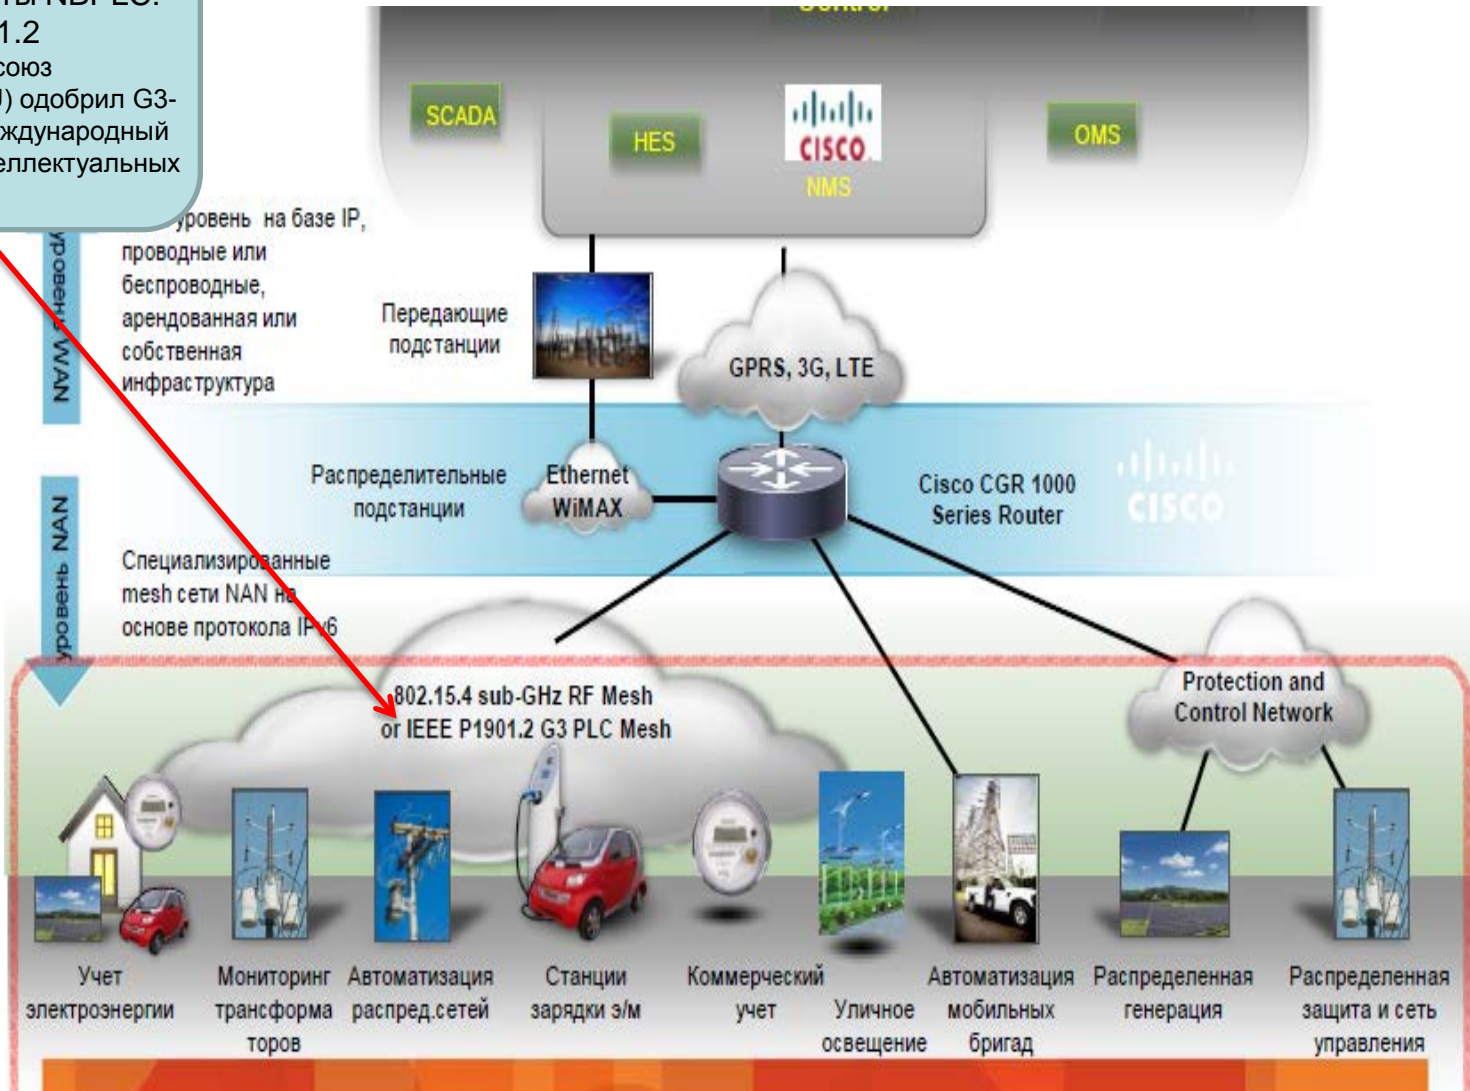 1.2
союз
одобрил G3-
SCADA
HES
CISCO
NMS
OMS
уровень на базе IP,
проводные или
беспроводные,
арендованная или
собственная
инфраструктура
уровень WAN
Передающие
подстанции
GPRS, 3G, LTE
Распределительные
подстанции
Ethernet
WiMAX
Cisco CGR 1000
Series Router
CISCO
уровень NAN
Специализированные
mesh сети NAN на
основе протокола IPv6
802.15.4 sub-GHz RF Mesh
or IEEE P1901.2 G3 PLC Mesh
Protection and
Control Network
Учет
электроэнергии
Мониторинг
трансформа
торов
Автоматизация
распред.сетей
Станции
зарядки э/м
Коммерческий
учет
Уличное
освещение
Автоматизация
мобильных
бригад
Распределенная
генерация
Распределенная
защита и сеть
управления